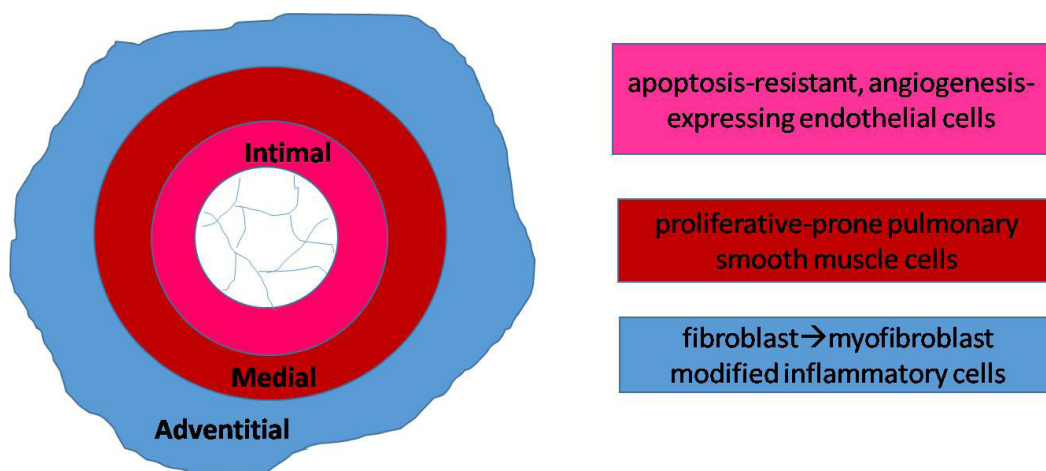 Intimal
Medial
Adventitial
apoptosis-resistant, angiogenesis-
expressing endothelial cells
proliferative-prone pulmonary
smooth muscle cells
fibroblast→myofibroblast
modified inflammatory cells